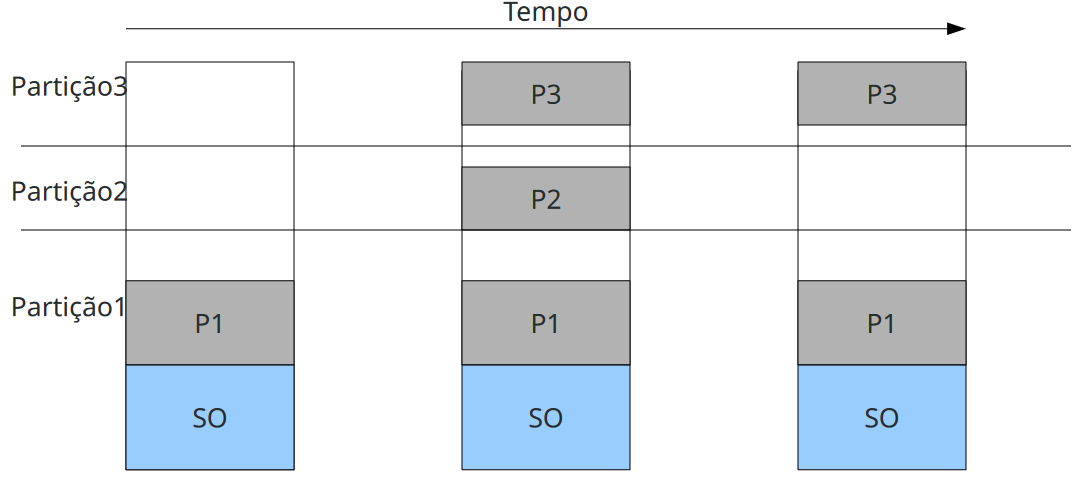 Tempo
Partição3
P3
P3
Partição2
P2
Partição1
P1
P1
P1
SO
SO
SO